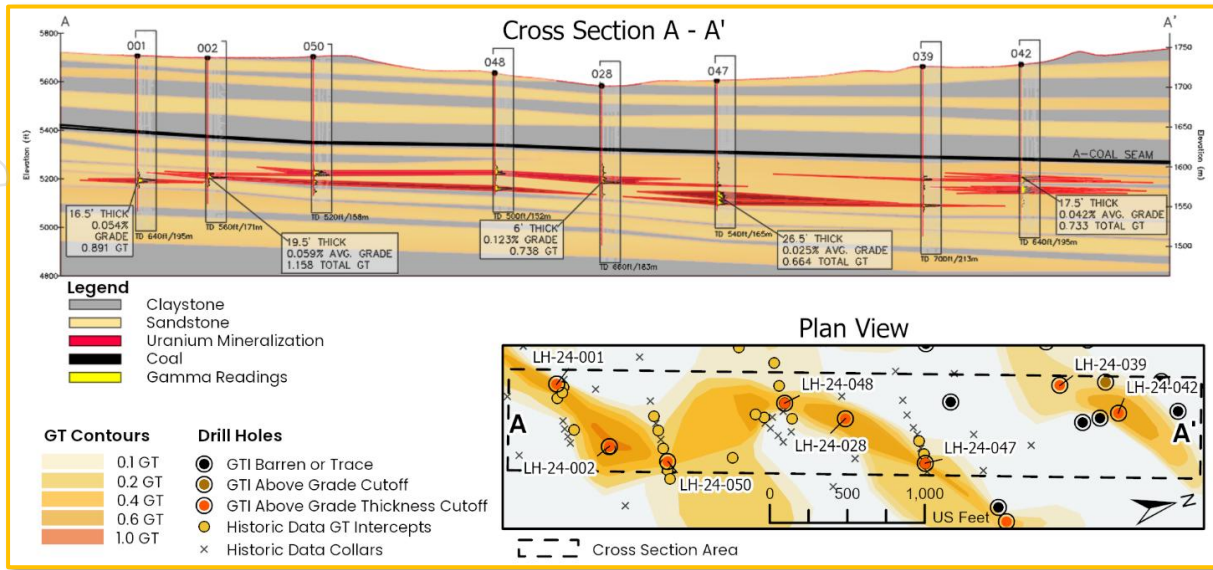 Cross Section A - A'
A
A'
5800
5600
5400
5200
5000
4800
Elevation (ft)
001
002
050
048
028
047
039
042
1750
1700
1650
1600
1550
1500
Elevation (m)
A-COAL SEAM
16.5' THICK
0.054%
GRADE
0.891 GT
TD 640ft/195m
TD 560ft/171m
19.5' THICK
0.059% AVG. GRADE
1.158 TOTAL GT
TD 520ft/158m
TD 500ft/152m
6' THICK
0.123% GRADE
0.738 GT
TD 660ft/183m
TD 540ft/165m
26.5' THICK
0.025% AVG. GRADE
0.664 TOTAL GT
TD 700ft/213m
17.5' THICK
0.042% AVG. GRADE
0.733 TOTAL GT
TD 640ft/195m
Legend
Claystone
Sandstone
Uranium Mineralization
Coal
Gamma Readings
GT Contours
0.1 GT
0.2 GT
0.4 GT
0.6 GT
1.0 GT
Drill Holes
GTI Barren or Trace
GTI Above Grade Cutoff
GTI Above Grade Thickness Cutoff
Historic Data GT Intercepts
Historic Data Collars
Plan View
LH-24-001
LH-24-002
LH-24-050
LH-24-048
LH-24-028
LH-24-047
LH-24-039
LH-24-042
A
A'
0
500
1,000
US Feet
N
Cross Section Area